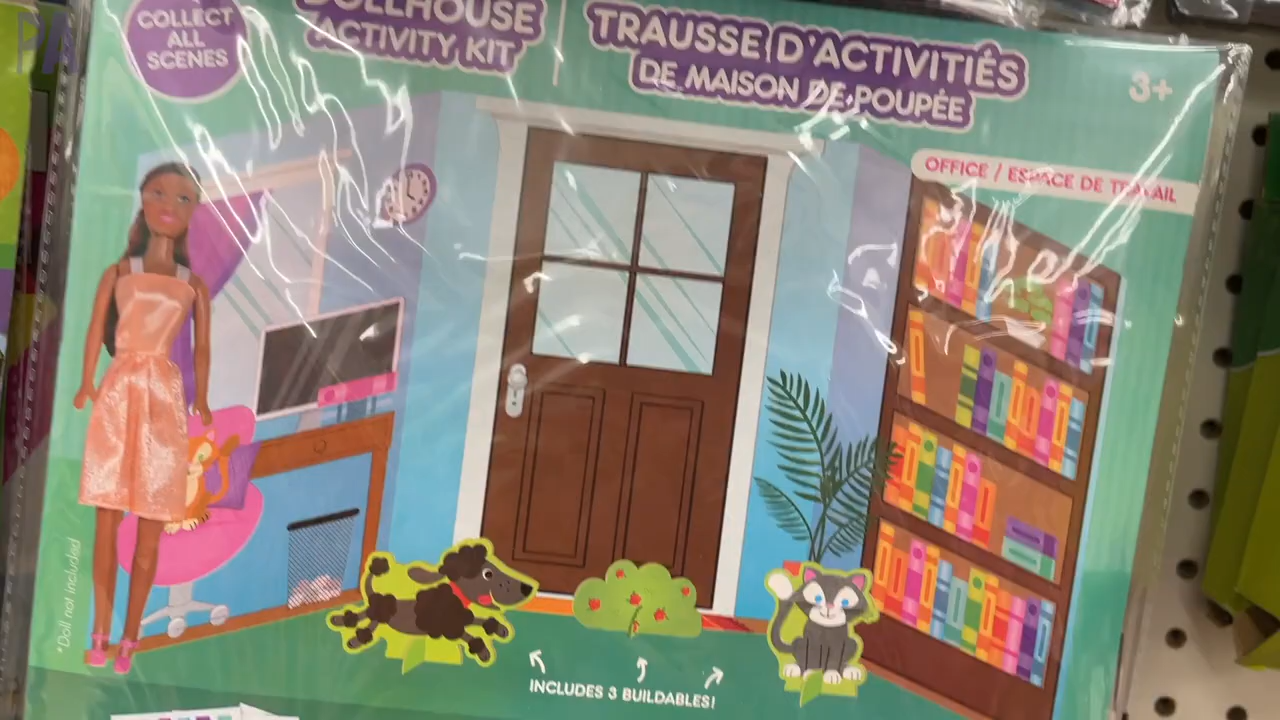 COLLECT
ALL
SCENES
DOLLHOUSE
ACTIVITY KIT
TRAUSSE D'ACTIVITIÉS
DE MAISON DE POUPÉE
3+
OFFICE / ESPACE DE TRAVAIL
*Doll not included
INCLUDES 3 BUILDABLES!